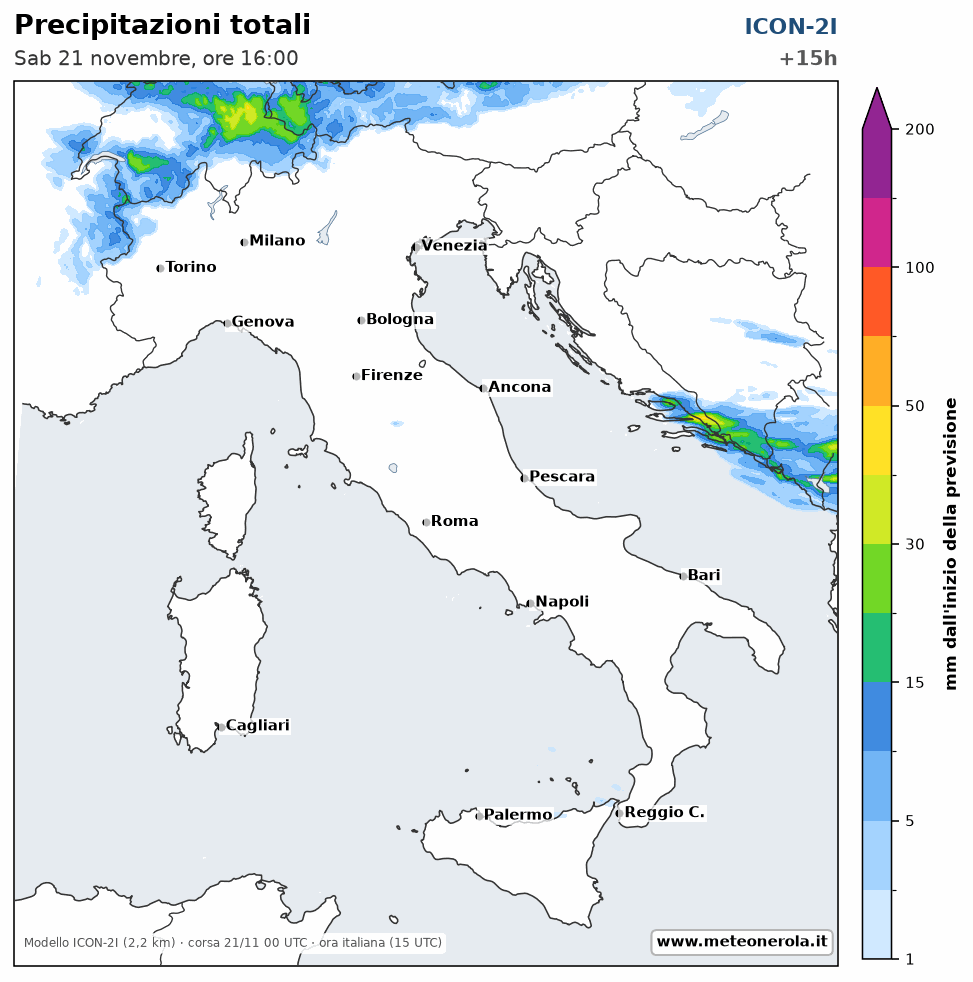 Precipitazioni totali
ICON-2I
Sab 21 novembre, ore 16:00
+15h
Milano
Venezia
Torino
Genova
Bologna
Firenze
Ancona
Pescara
Roma
Bari
Napoli
Cagliari
Palermo
Reggio C.
200
100
50
30
15
5
1
mm dall'inizio della previsione
Modello ICON-2I (2,2 km) · corsa 21/11 00 UTC · ora italiana (15 UTC)
www.meteonerola.it